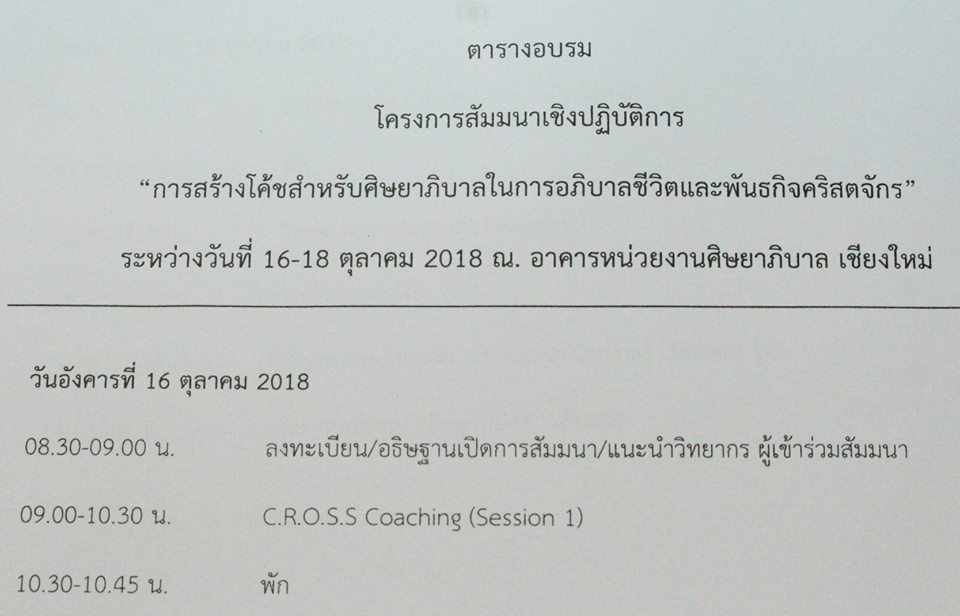 ตารางอบรม
โครงการสัมมนาเชิงปฏิบัติการ
“การสร้างโค้ชสำหรับศิษยาภิบาลในการอภิบาลชีวิตและพันธกิจคริสตจักร”
ระหว่างวันที่ 16-18 ตุลาคม 2018 ณ. อาคารหน่วยงานศิษยาภิบาล เชียงใหม่
วันอังคารที่ 16 ตุลาคม 2018
08.30-09.00 น. ลงทะเบียน/อธิษฐานเปิดการสัมมนา/แนะนำวิทยากร ผู้เข้าร่วมสัมมนา
09.00-10.30 น. C.R.O.S.S Coaching (Session 1)
10.30-10.45 น. พัก